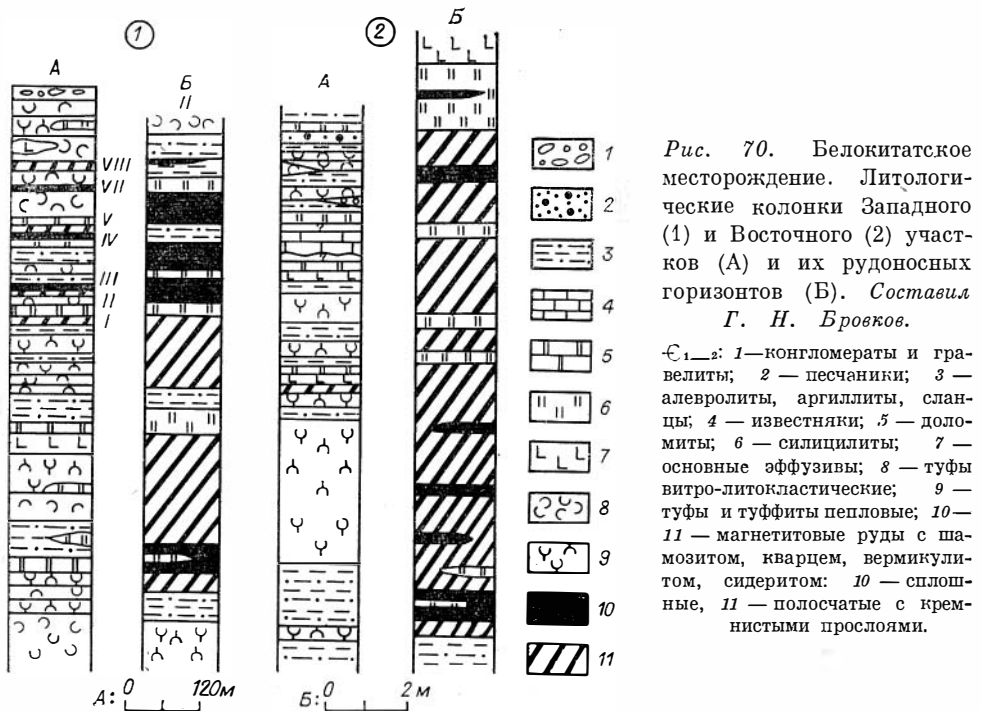 1
2
А
Б
II
А
Б
VIII
VII
V
IV
III
II
I
1
2
3
4
5
6
7
8
9
10
11
А: 0 120м
Б: 0 2 м
Рис. 70. Белокитатское
месторождение. Литологи-
ческие колонки Западного
(1) и Восточного (2) участ-
ков (А) и их рудоносных
горизонтов (Б). Составил
Г. Н. Бровков.
Є1—2: 1—конгломераты и гра-
велиты; 2 — песчаники; 3 —
алевролиты, аргиллиты, слан-
цы; 4 — известняки; 5 — доло-
миты; 6 — силицилиты; 7 —
основные эффузивы; 8 — туфы
витро-литокластические; 9 —
туфы и туффиты пепловые; 10—
11 — магнетитовые руды с ша-
мозитом, кварцем, вермикули-
том, сидеритом: 10 — сплош-
ные, 11 — полосчатые с крем-
нистыми прослоями.